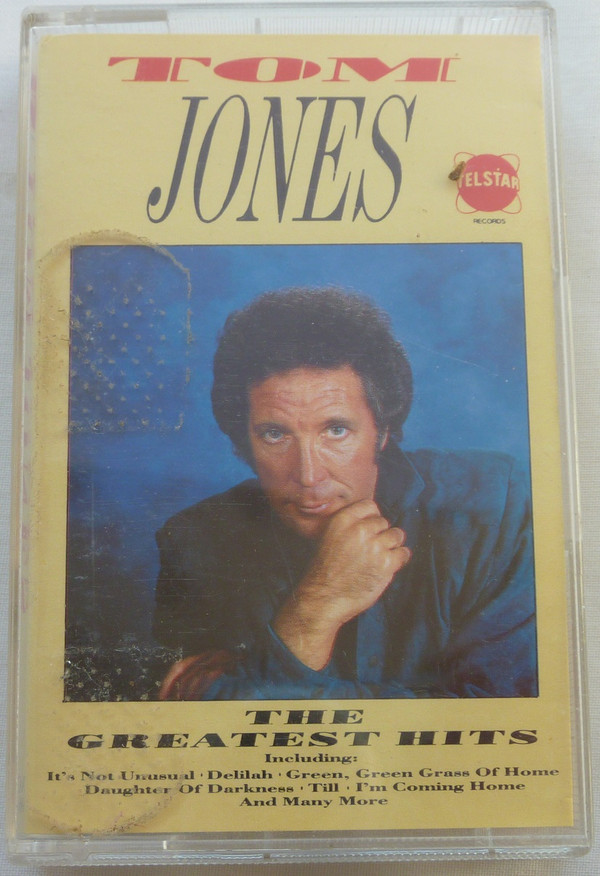 TOM
JONES
TELSTAR
RECORDS
THE
GREATEST HITS
Including:
It's Not Unusual · Delilah · Green, Green Grass Of Home
Daughter Of Darkness · Till · I'm Coming Home
And Many More